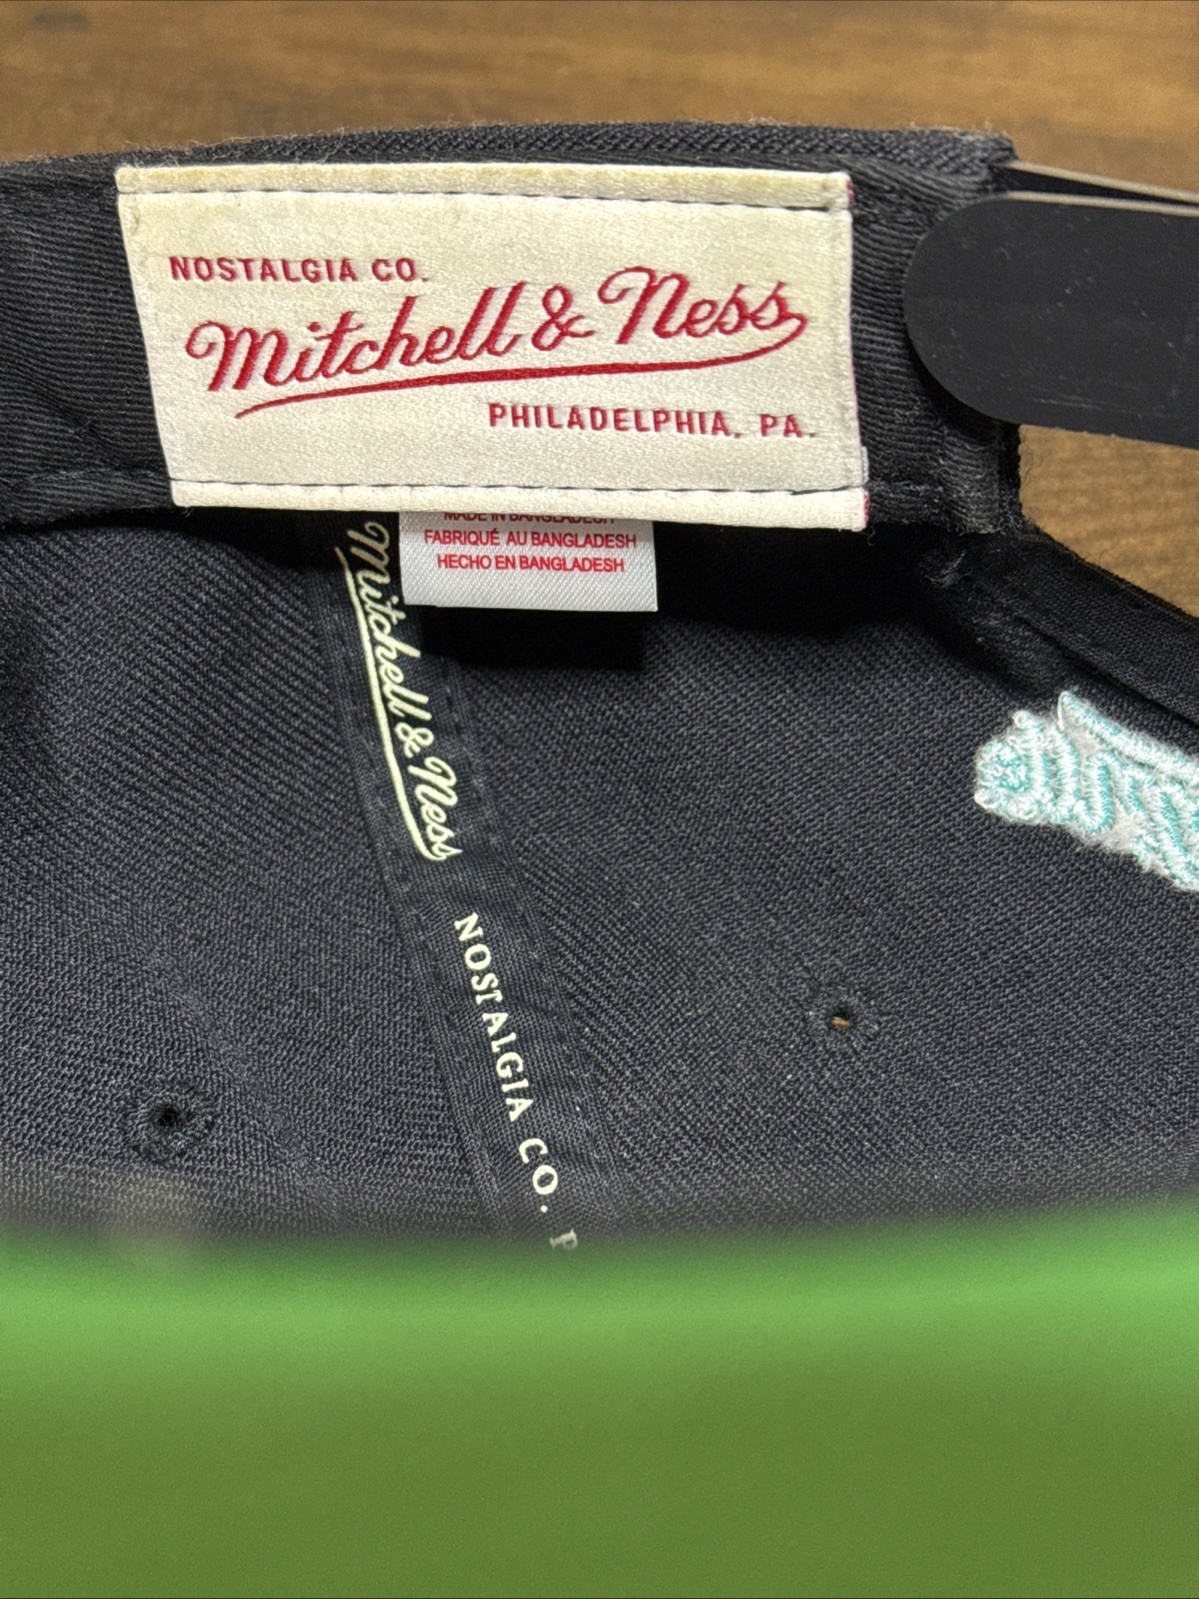 NOSTALGIA CO.
Mitchell & Ness
PHILADELPHIA, PA.
MADE IN BANGLADESH
FABRIQUÉ AU BANGLADESH
HECHO EN BANGLADESH
Mitchell & Ness
NOSTALGIA CO. P